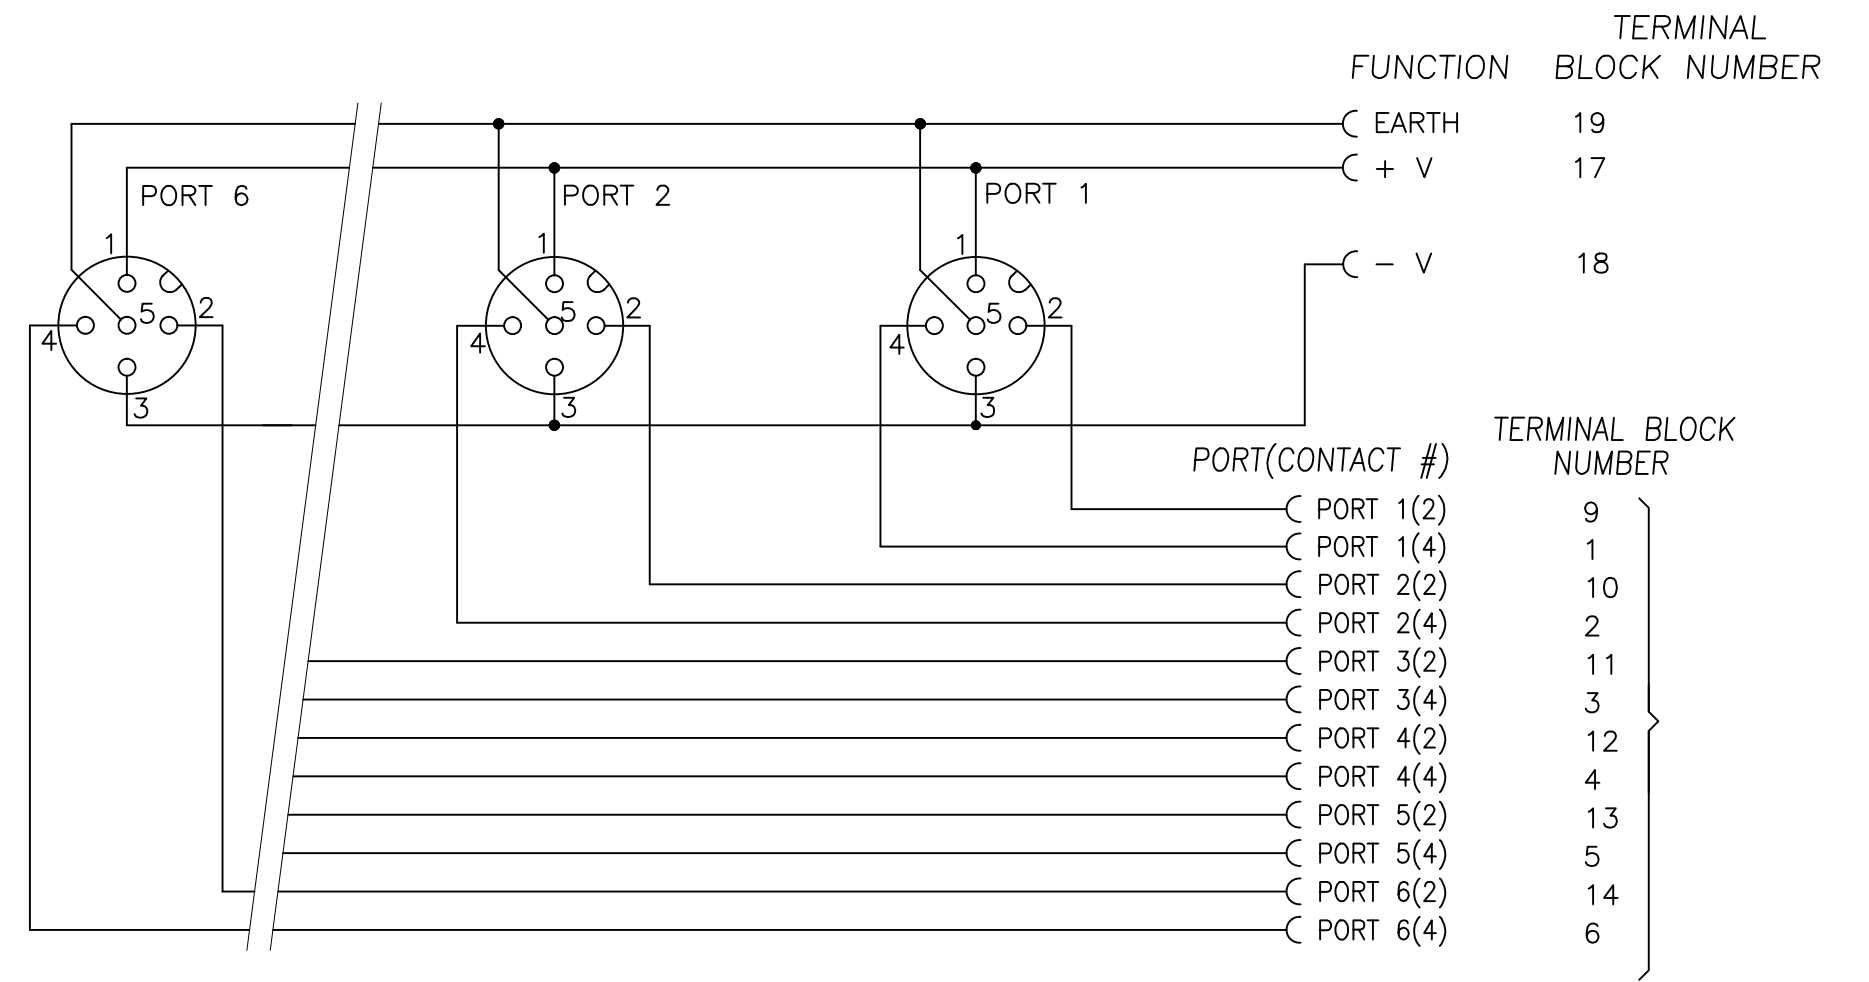 TERMINAL
FUNCTION BLOCK NUMBER
EARTH 19
+ V 17
PORT 6 PORT 2 PORT 1
1 1 1
- V 18
5 2 5 2 5 2
4 4 4
3 3 3
TERMINAL BLOCK
PORT(CONTACT #) NUMBER
PORT 1(2) 9
PORT 1(4) 1
PORT 2(2) 10
PORT 2(4) 2
PORT 3(2) 11
PORT 3(4) 3
PORT 4(2) 12
PORT 4(4) 4
PORT 5(2) 13
PORT 5(4) 5
PORT 6(2) 14
PORT 6(4) 6